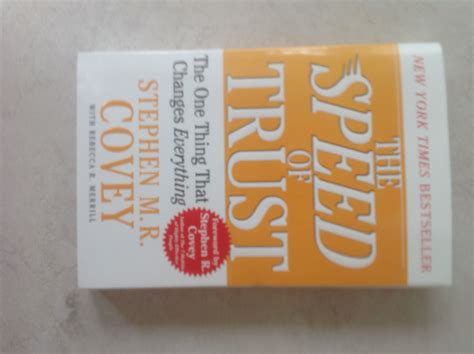 NEW YORK TIMES BESTSELLER
THE
SPEED
OF
TRUST
The One Thing That
Changes Everything
Foreword by
Stephen R.
Covey
STEPHEN M.R.
COVEY
WITH REBECCA R. MERRILL